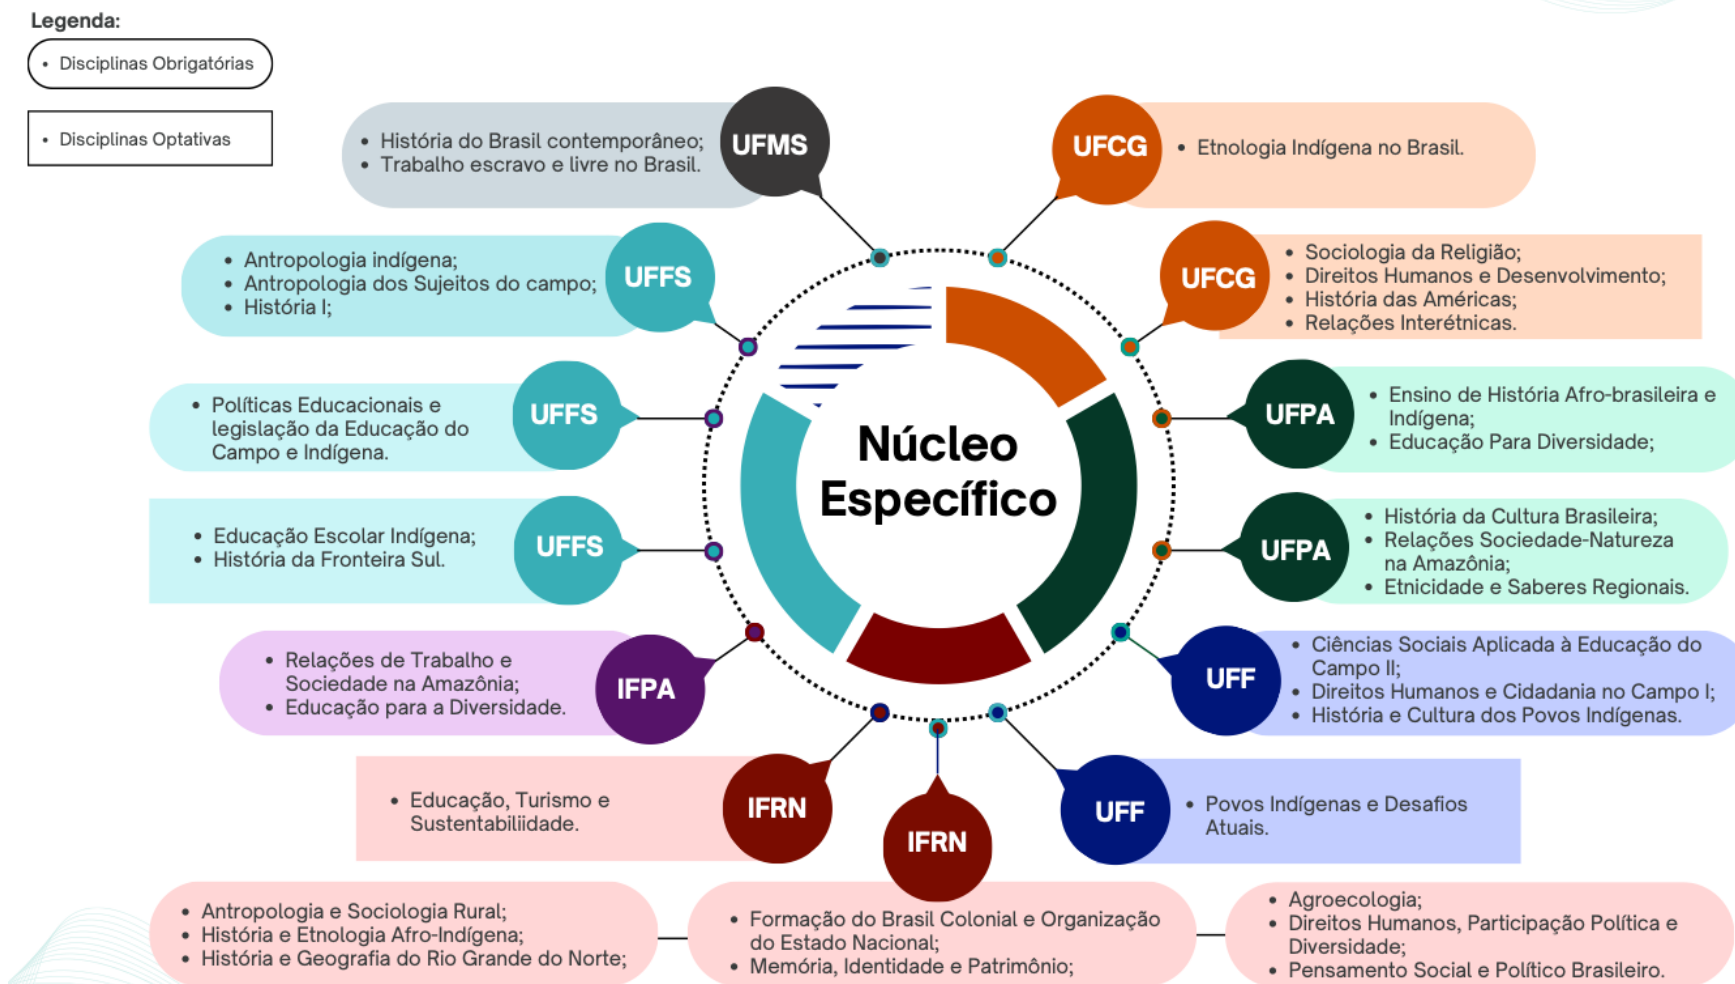 Legenda:
• Disciplinas Obrigatórias
• Disciplinas Optativas
• História do Brasil contemporâneo;
• Trabalho escravo e livre no Brasil.
UFMS
UFCG
• Etnologia Indígena no Brasil.
• Antropologia indígena;
• Antropologia dos Sujeitos do campo;
• História I;
UFFS
UFCG
• Sociologia da Religião;
• Direitos Humanos e Desenvolvimento;
• História das Américas;
• Relações Interétnicas.
• Políticas Educacionais e
legislação da Educação do
Campo e Indígena.
UFFS
UFPA
• Ensino de História Afro-brasileira e
Indígena;
• Educação Para Diversidade;
Núcleo
Específico
• Educação Escolar Indígena;
• História da Fronteira Sul.
UFFS
UFPA
• História da Cultura Brasileira;
• Relações Sociedade-Natureza
na Amazônia;
• Etnicidade e Saberes Regionais.
• Relações de Trabalho e
Sociedade na Amazônia;
• Educação para a Diversidade.
IFPA
UFF
• Ciências Sociais Aplicada à Educação do
Campo II;
• Direitos Humanos e Cidadania no Campo I;
• História e Cultura dos Povos Indígenas.
• Educação, Turismo e
Sustentabiliidade.
IFRN
IFRN
UFF
• Povos Indígenas e Desafios
Atuais.
• Antropologia e Sociologia Rural;
• História e Etnologia Afro-Indígena;
• História e Geografia do Rio Grande do Norte;
• Formação do Brasil Colonial e Organização
do Estado Nacional;
• Memória, Identidade e Patrimônio;
• Agroecologia;
• Direitos Humanos, Participação Política e
Diversidade;
• Pensamento Social e Político Brasileiro.